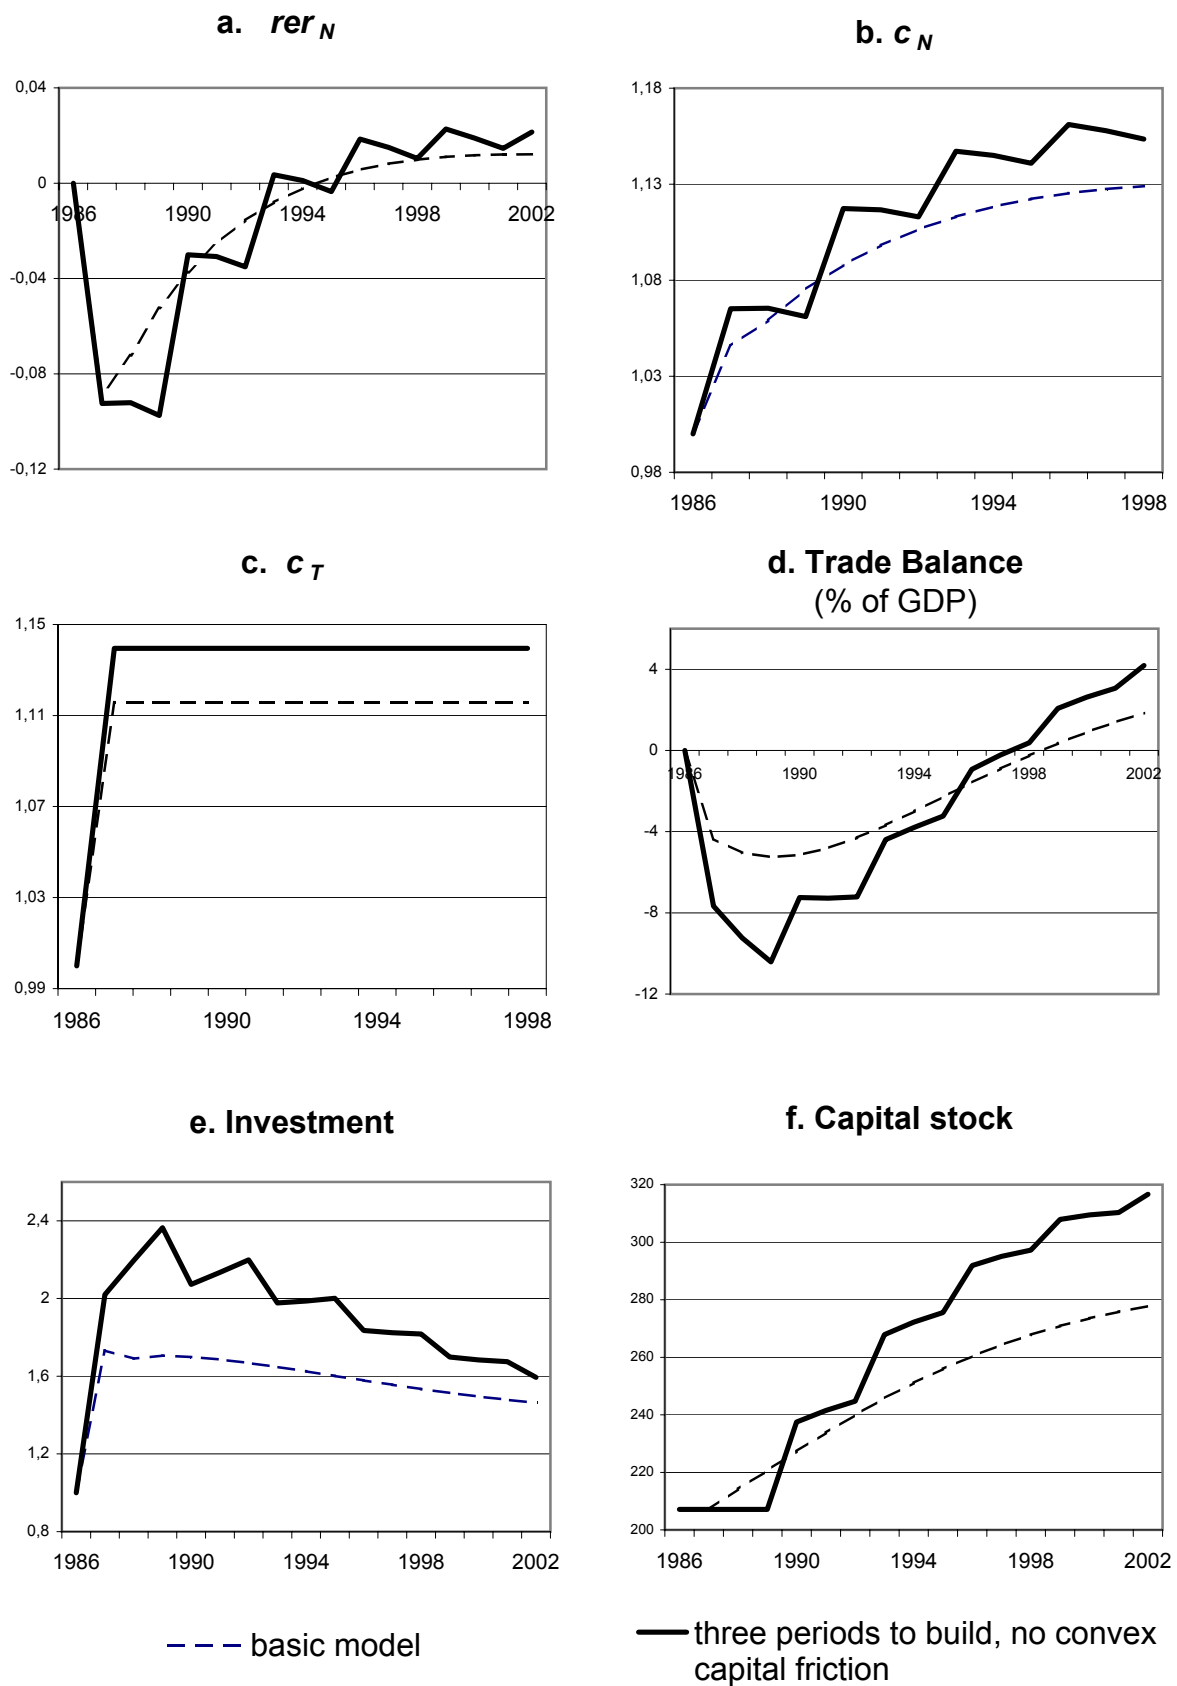 a. rer N
0,04
0
-0,04
-0,08
-0,12
1986 1990 1994 1998 2002
b. c N
1,18
1,13
1,08
1,03
0,98
1986 1990 1994 1998
c. c T
1,15
1,11
1,07
1,03
0,99
1986 1990 1994 1998
d. Trade Balance
(% of GDP)
4
0
-4
-8
-12
1986 1990 1994 1998 2002
e. Investment
2,4
2
1,6
1,2
0,8
1986 1990 1994 1998 2002
f. Capital stock
320
300
280
260
240
220
200
1986 1990 1994 1998 2002
basic model
three periods to build, no convex
capital friction